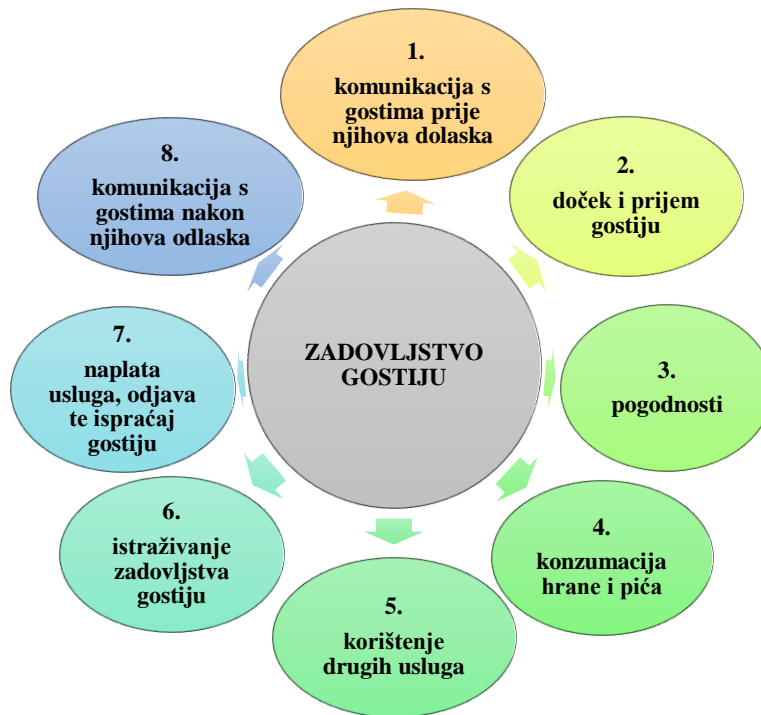 1.
komunikacija s
gostima prije
njihova dolaska
2.
doček i prijem
gostiju
3.
pogodnosti
4.
konzumacija
hrane i pića
5.
korištenje
drugih usluga
6.
istraživanje
zadovljstva
gostiju
7.
naplata
usluga, odjava
te ispraćaj
gostiju
8.
komunikacija s
gostima nakon
njihova odlaska
ZADOVLJSTVO
GOSTIJU